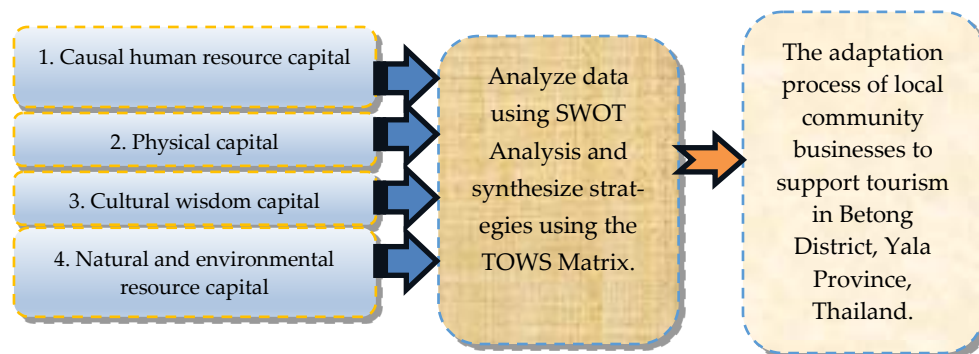 1. Causal human resource capital
2. Physical capital
3. Cultural wisdom capital
4. Natural and environmental
resource capital
Analyze data
using SWOT
Analysis and
synthesize strat-
egies using the
TOWS Matrix.
The adaptation
process of local
community
businesses to
support tourism
in Betong
District, Yala
Province,
Thailand.